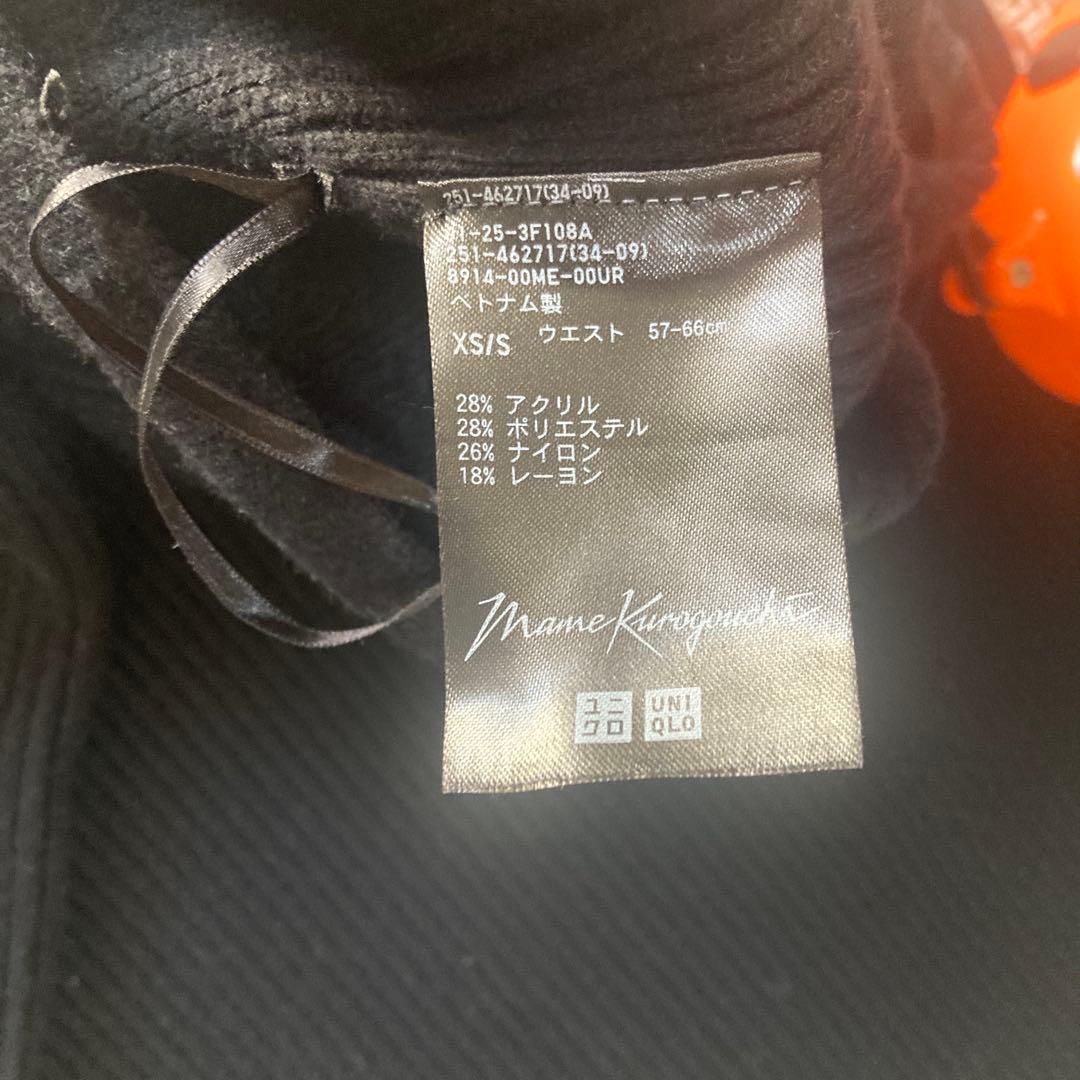 251-462717(34-09)
1-25-3F108A
251-462717(34-09)
8914-00ME-00UR
ベトナム製
XS/S ウエスト 57-66cm
28% アクリル
28% ポリエステル
26% ナイロン
18% レーヨン
Mame Kurogouchi
ユニクロ UNIQLO